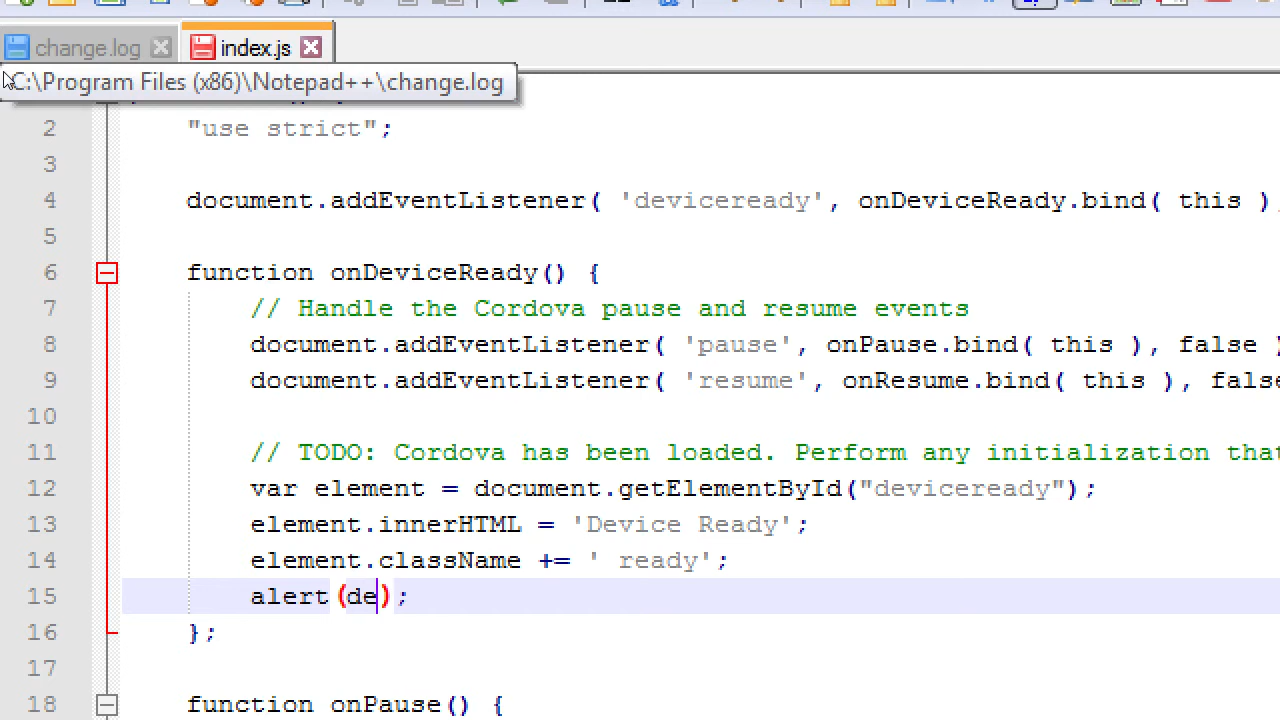 change.log index.js
C:\Program Files (x86)\Notepad++\change.log
2 "use strict";
3
4 document.addEventListener( 'deviceready', onDeviceReady.bind( this )
5
6 function onDeviceReady() {
7 // Handle the Cordova pause and resume events
8 document.addEventListener( 'pause', onPause.bind( this ), false )
9 document.addEventListener( 'resume', onResume.bind( this ), false
10
11 // TODO: Cordova has been loaded. Perform any initialization that
12 var element = document.getElementById("deviceready");
13 element.innerHTML = 'Device Ready';
14 element.className += ' ready';
15 alert(de);
16 };
17
18 function onPause() {